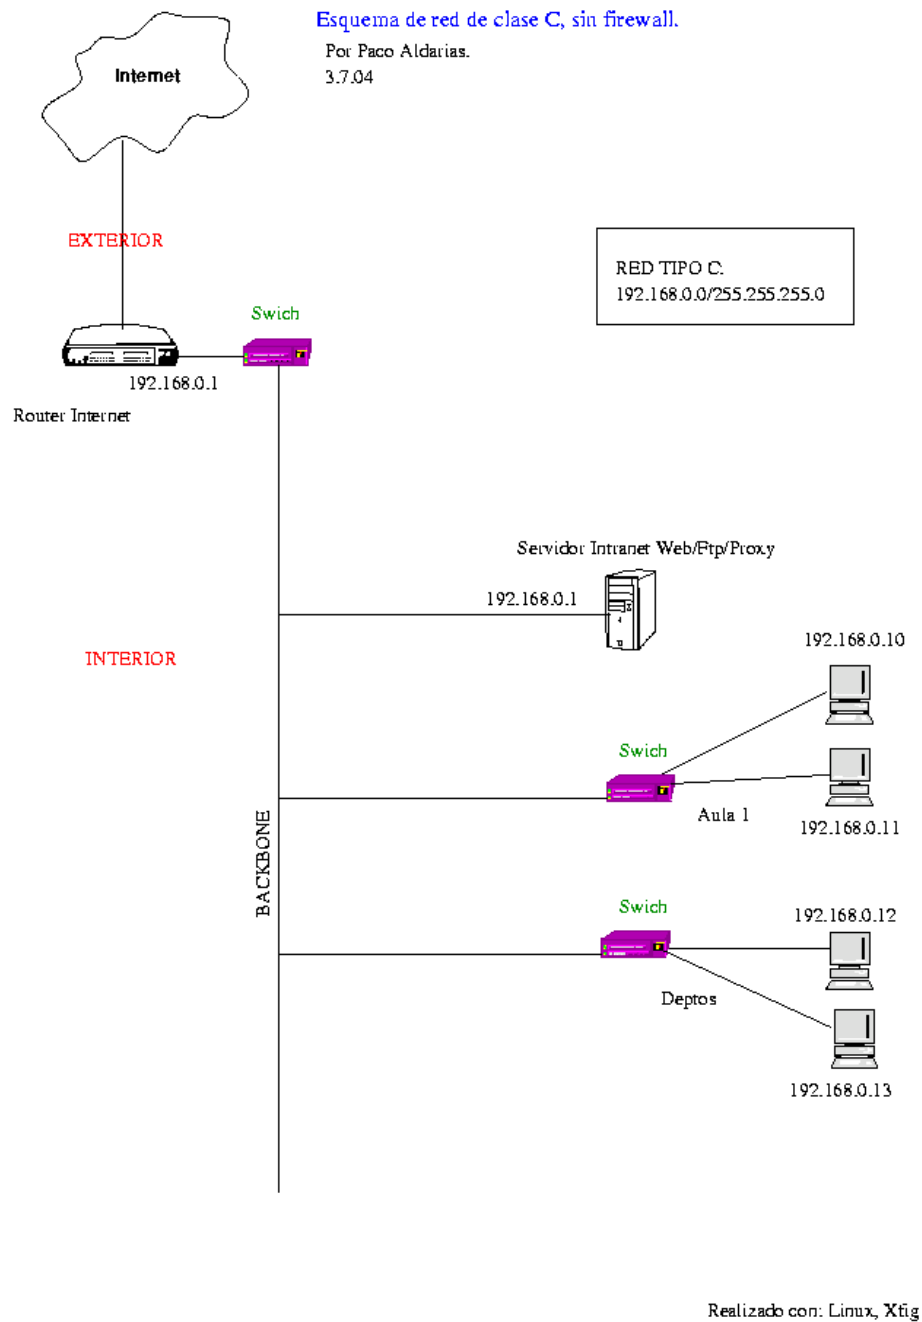 Esquema de red de clase C, sin firewall.
Por Paco Aldarias.
3.7.04
Internet
EXTERIOR
RED TIPO C.
192.168.0.0/255.255.255.0
Swich
192.168.0.1
Router Internet
Servidor Intranet Web/Ftp/Proxy
192.168.0.1
INTERIOR
192.168.0.10
Swich
Aula 1
192.168.0.11
BACKBONE
Swich
192.168.0.12
Deptos
192.168.0.13
Realizado con: Linux, Xfig